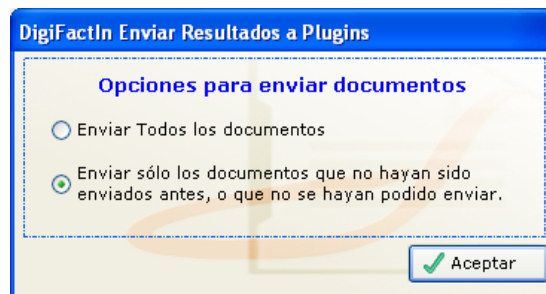 DigiFactIn Enviar Resultados a Plugins
Opciones para enviar documentos
Enviar Todos los documentos
Enviar sólo los documentos que no hayan sido
enviados antes, o que no se hayan podido enviar.
Aceptar